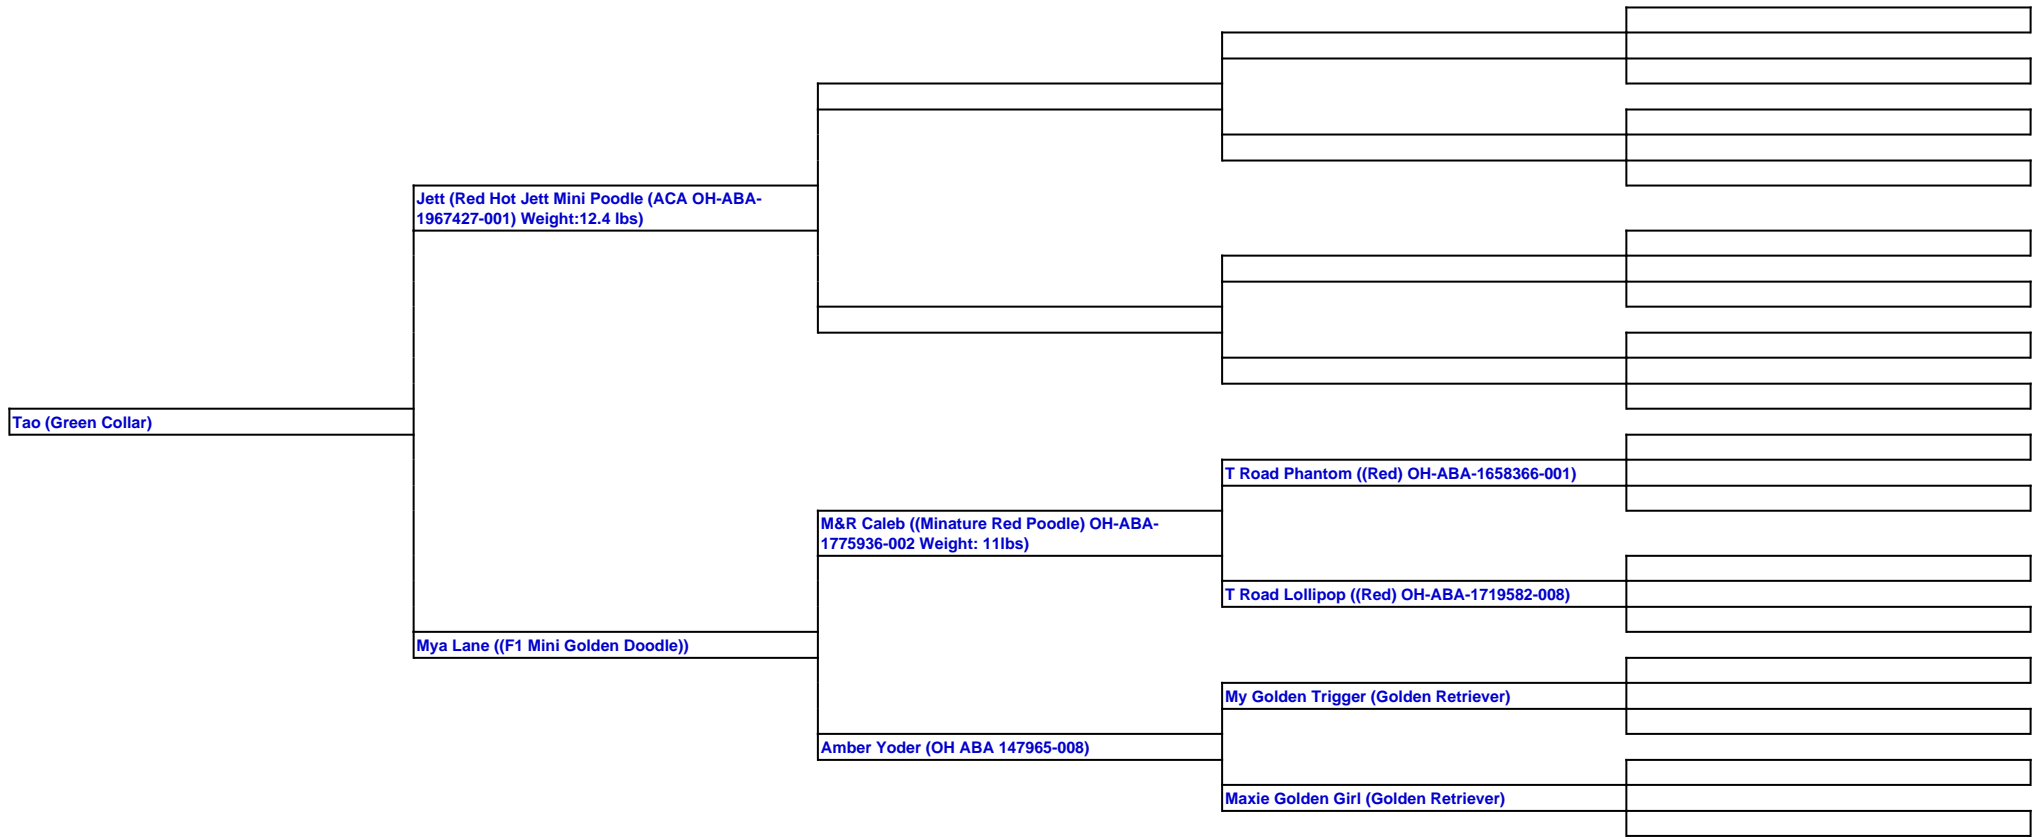 Jett (Red Hot Jett Mini Poodle (ACA OH-ABA-
1967427-001) Weight:12.4 lbs)
Tao (Green Collar)
T Road Phantom ((Red) OH-ABA-1658366-001)
M&R Caleb ((Minature Red Poodle) OH-ABA-
1775936-002 Weight: 11lbs)
T Road Lollipop ((Red) OH-ABA-1719582-008)
Mya Lane ((F1 Mini Golden Doodle))
My Golden Trigger (Golden Retriever)
Amber Yoder (OH ABA 147965-008)
Maxie Golden Girl (Golden Retriever)